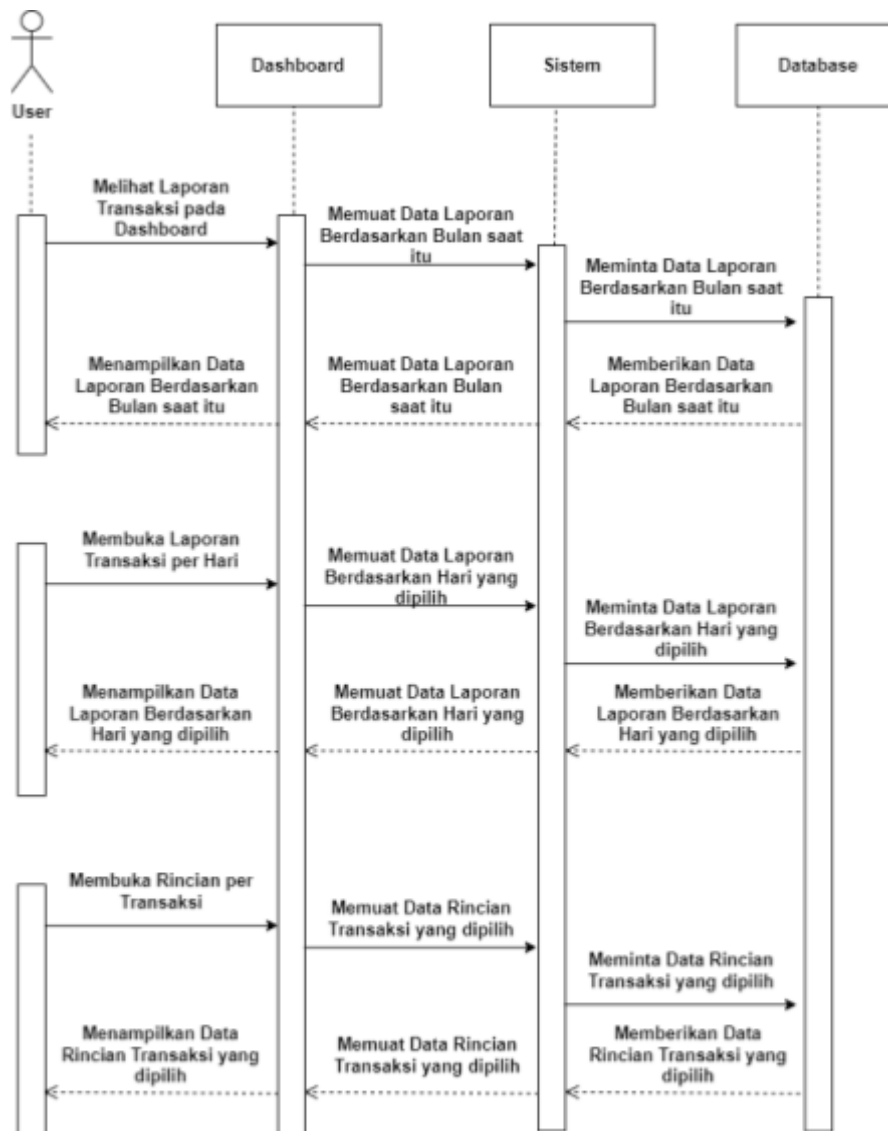 User
Dashboard
Sistem
Database
Melihat Laporan
Transaksi pada
Dashboard
Memuat Data Laporan
Berdasarkan Bulan saat
itu
Meminta Data Laporan
Berdasarkan Bulan saat
itu
Menampilkan Data
Laporan Berdasarkan
Bulan saat itu
Memuat Data Laporan
Berdasarkan Bulan
saat itu
Memberikan Data
Laporan Berdasarkan
Bulan saat itu
Membuka Laporan
Transaksi per Hari
Memuat Data Laporan
Berdasarkan Hari yang
dipilih
Meminta Data Laporan
Berdasarkan Hari yang
dipilih
Menampilkan Data
Laporan Berdasarkan
Hari yang dipilih
Memuat Data Laporan
Berdasarkan Hari yang
dipilih
Memberikan Data
Laporan Berdasarkan
Hari yang dipilih
Membuka Rincian per
Transaksi
Memuat Data Rincian
Transaksi yang dipilih
Meminta Data Rincian
Transaksi yang dipilih
Menampilkan Data
Rincian Transaksi yang
dipilih
Memuat Data Rincian
Transaksi yang dipilih
Memberikan Data
Rincian Transaksi yang
dipilih